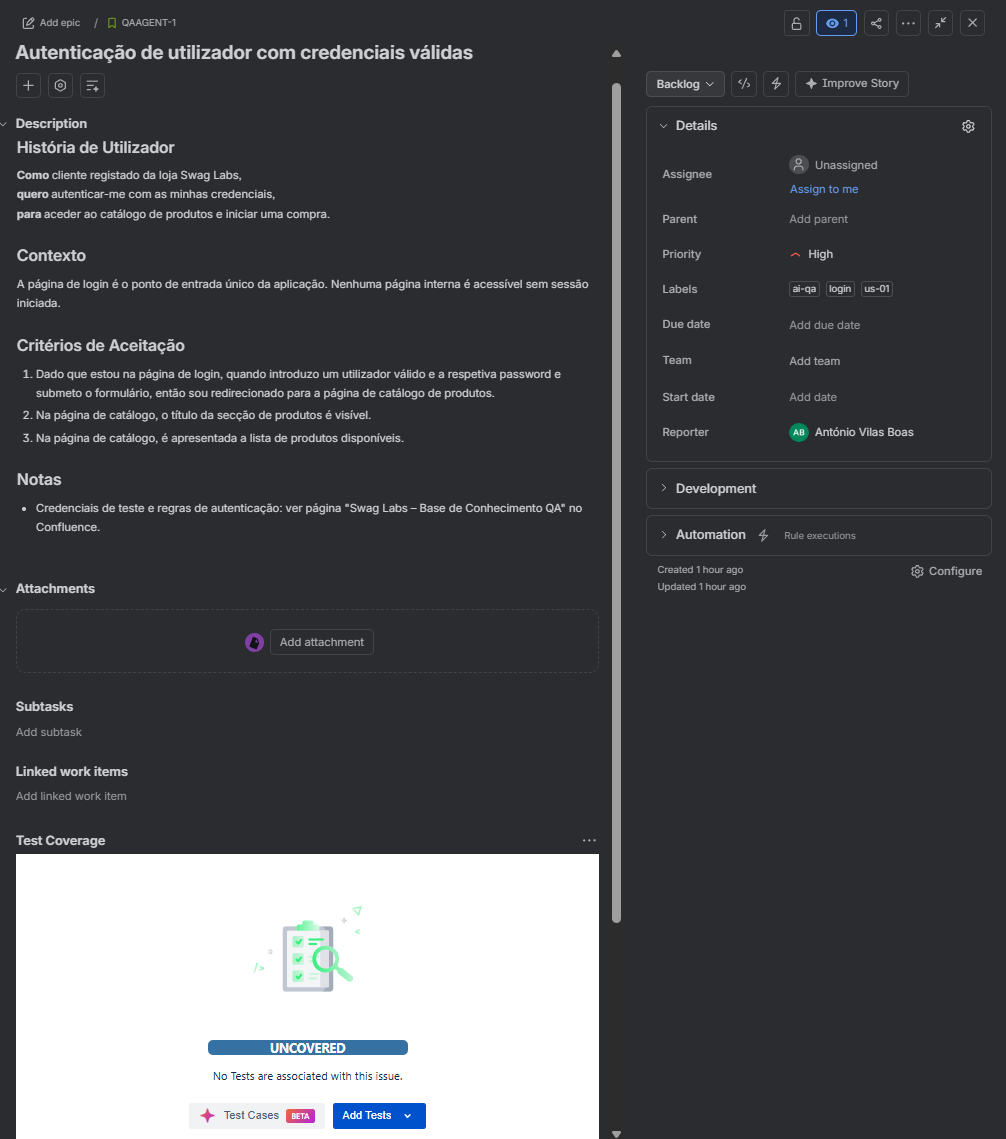 Add epic / QAAGENT-1
1
Autenticação de utilizador com credenciais válidas
Description
História de Utilizador
Como cliente registado da loja Swag Labs,
quero autenticar-me com as minhas credenciais,
para aceder ao catálogo de produtos e iniciar uma compra.
Contexto
A página de login é o ponto de entrada único da aplicação. Nenhuma página interna é acessível sem sessão
iniciada.
Critérios de Aceitação
1. Dado que estou na página de login, quando introduzo um utilizador válido e a respetiva password e
submeto o formulário, então sou redirecionado para a página de catálogo de produtos.
2. Na página de catálogo, o título da secção de produtos é visível.
3. Na página de catálogo, é apresentada a lista de produtos disponíveis.
Notas
• Credenciais de teste e regras de autenticação: ver página "Swag Labs – Base de Conhecimento QA" no
Confluence.
Attachments
Add attachment
Subtasks
Add subtask
Linked work items
Add linked work item
Test Coverage
UNCOVERED
No Tests are associated with this issue.
Test Cases BETA
Add Tests
Backlog
Improve Story
Details
Assignee
Unassigned
Assign to me
Parent
Add parent
Priority
High
Labels
ai-qa login us-01
Due date
Add due date
Team
Add team
Start date
Add date
Reporter
AB António Vilas Boas
Development
Automation Rule executions
Created 1 hour ago
Configure
Updated 1 hour ago